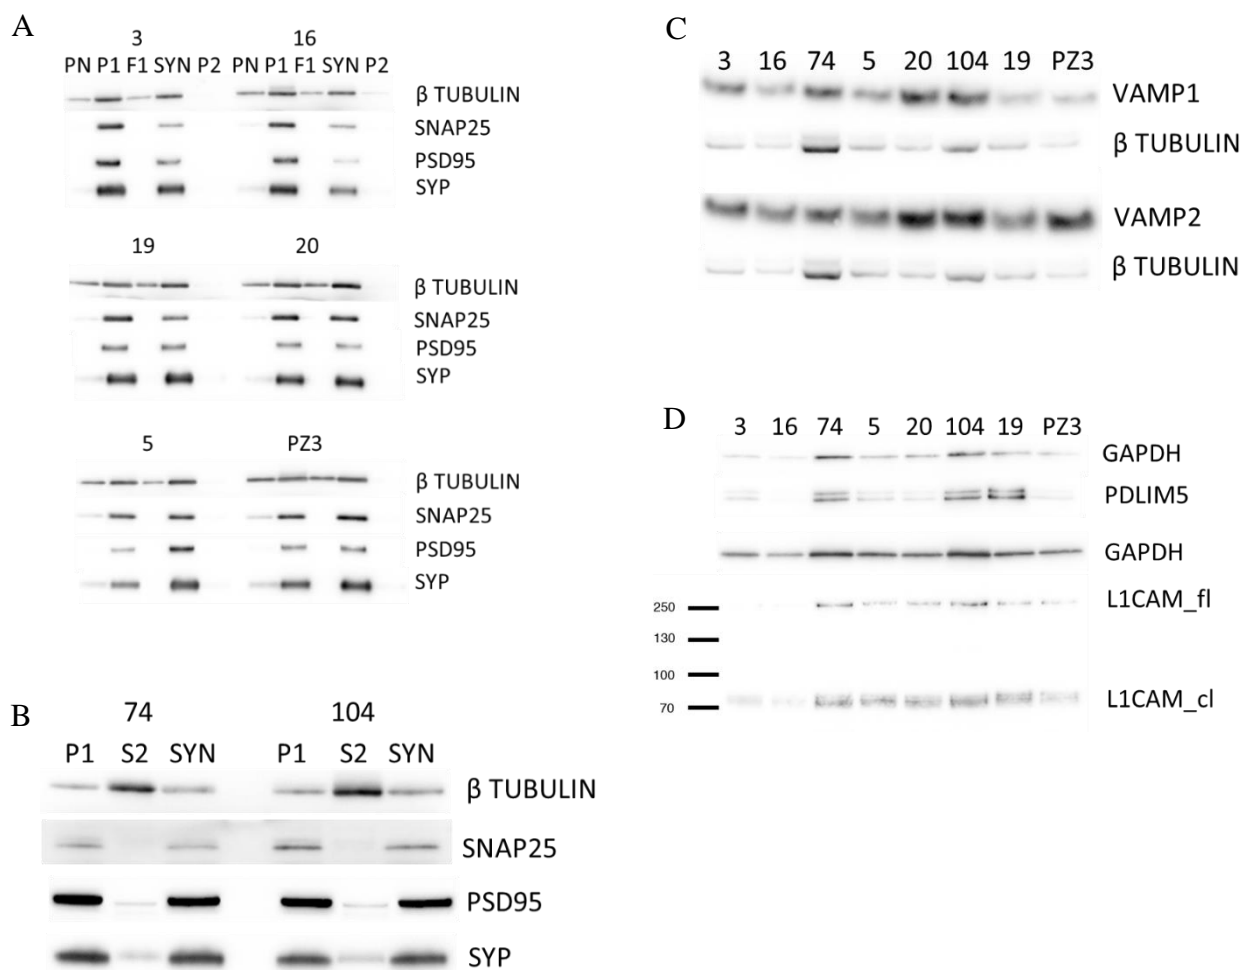 A
3 16
PN P1 F1 SYN P2 PN P1 F1 SYN P2
β TUBULIN
SNAP25
PSD95
SYP
19 20
β TUBULIN
SNAP25
PSD95
SYP
5 PZ3
β TUBULIN
SNAP25
PSD95
SYP
B
74 104
P1 S2 SYN P1 S2 SYN
β TUBULIN
SNAP25
PSD95
SYP
C
3 16 74 5 20 104 19 PZ3
VAMP1
β TUBULIN
VAMP2
β TUBULIN
D
3 16 74 5 20 104 19 PZ3
GAPDH
PDLIM5
GAPDH
250 L1CAM_fl
130
100
70 L1CAM_cl